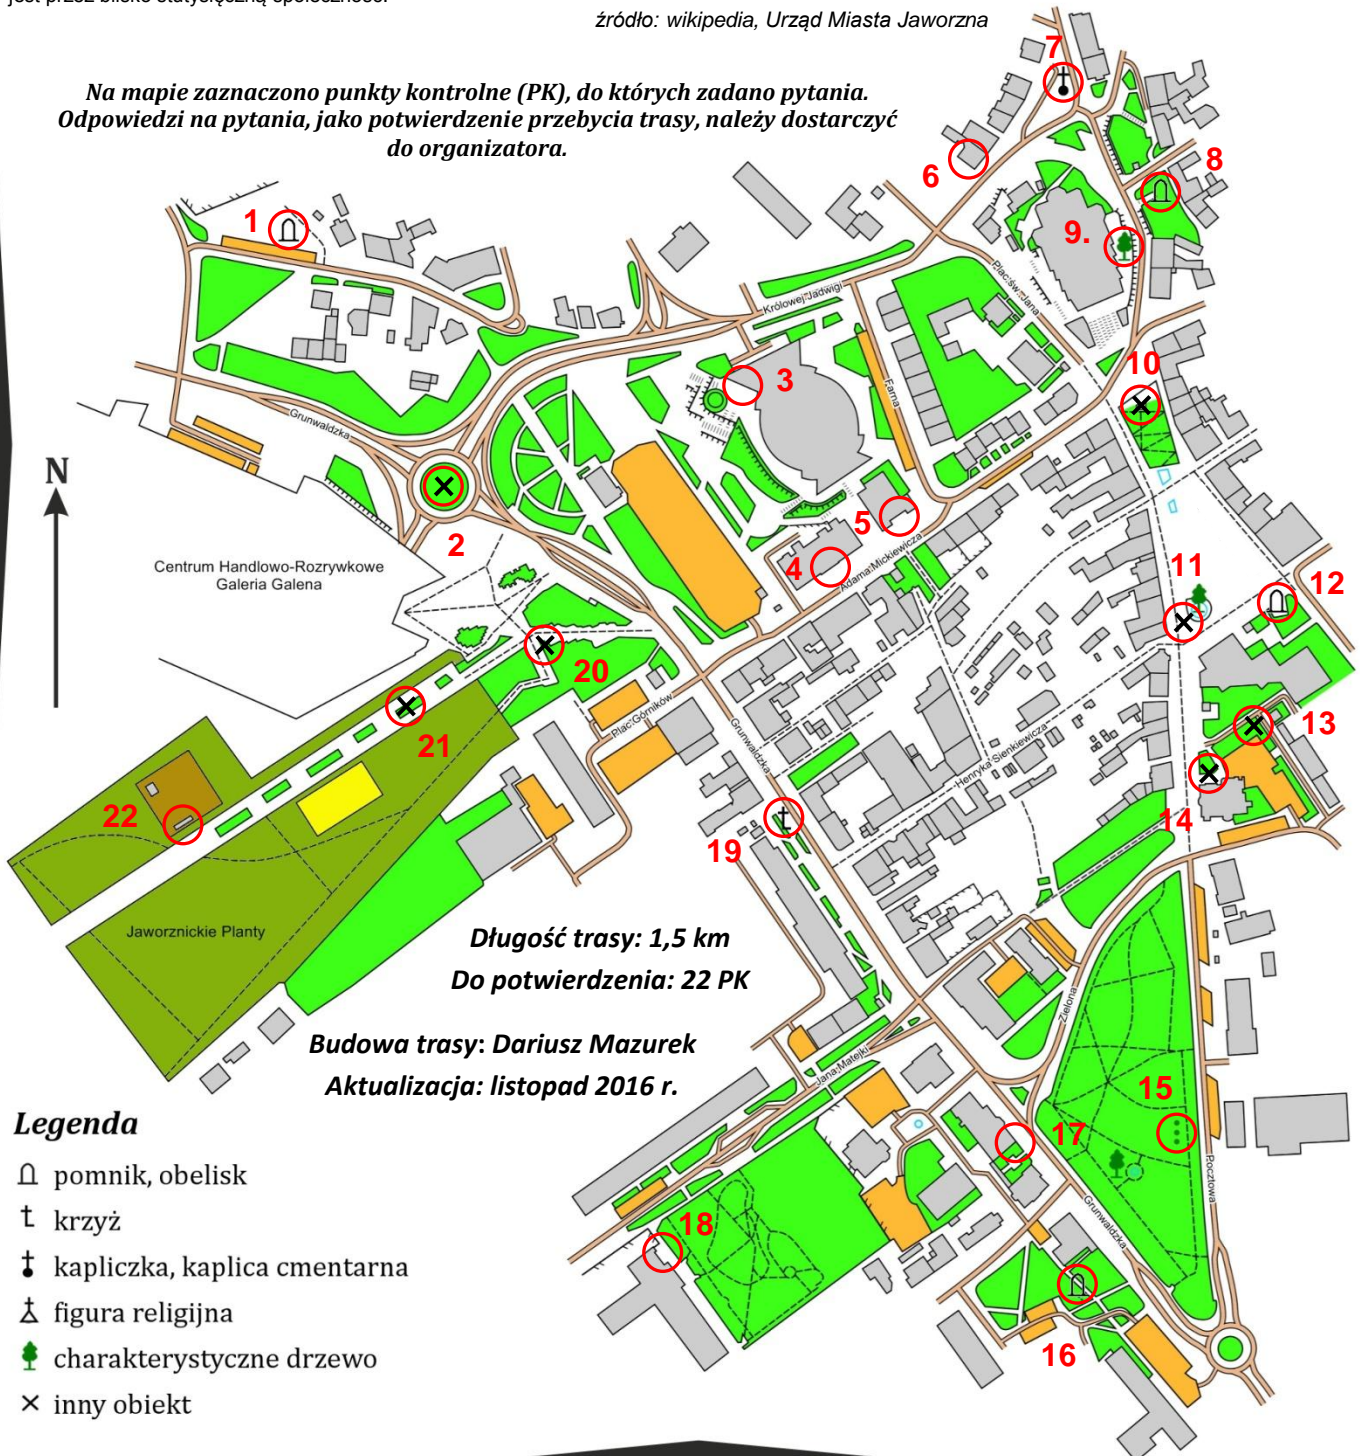 jest przez blisko stutysięczną społeczność.
źródło: wikipedia, Urząd Miasta Jaworzna
Na mapie zaznaczono punkty kontrolne (PK), do których zadano pytania.
Odpowiedzi na pytania, jako potwierdzenie przebycia trasy, należy dostarczyć
do organizatora.
7
6
8
1
9.
Plac św. Jana
Królowej Jadwigi
10
3
Farna
Grunwaldzka
N
2
5
4
Adama Mickiewicza
Centrum Handlowo-Rozrywkowe
Galeria Galena
11
12
20
Plac Górników
Grunwaldzka
21
13
Henryka Sienkiewicza
22
14
19
Jaworznickie Planty
Długość trasy: 1,5 km
Do potwierdzenia: 22 PK
Zielona
Budowa trasy: Dariusz Mazurek
Aktualizacja: listopad 2016 r.
Jana Matejki
15
17
Pocztowa
Grunwaldzka
18
16
Legenda
pomnik, obelisk
krzyż
kapliczka, kaplica cmentarna
figura religijna
charakterystyczne drzewo
inny obiekt